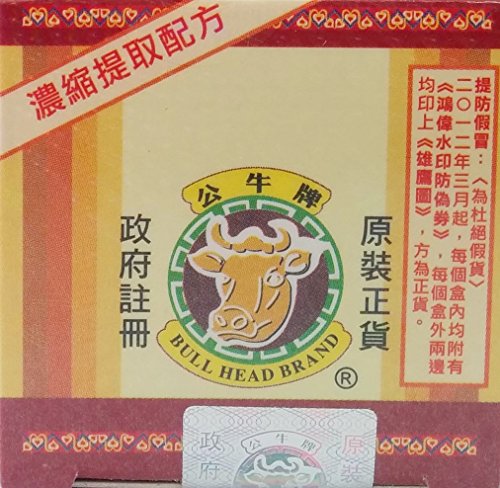 濃縮提取配方
提防假冒：〈為杜絕假貨〉
二〇一二年三月起，每個盒內均附有
《鴻偉水印防偽券》，每個盒外兩邊
均印上《雄鷹圖》，方為正貨。
公牛牌
政府註冊
原裝正貨
BULL HEAD BRAND
®
公牛牌
政府
原裝